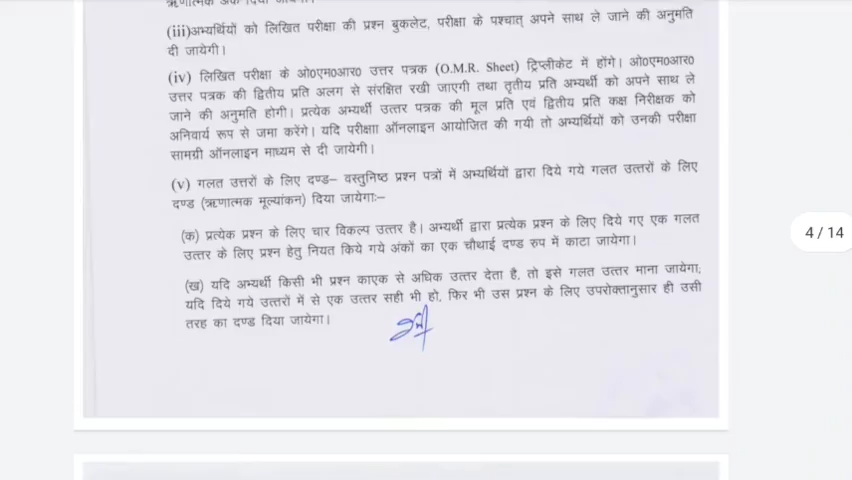 (iii)अभ्यर्थियों को लिखित परीक्षा की प्रश्न बुकलेट, परीक्षा के पश्चात् अपने साथ ले जाने की अनुमति
दी जायेगी।
(iv) लिखित परीक्षा के ओ0एम0आर0 उत्तर पत्रक (O.M.R. Sheet) ट्रिप्लीकेट में होंगे। ओ0एम0आर0
उत्तर पत्रक की द्वितीय प्रति अलग से संरक्षित रखी जाएगी तथा तृतीय प्रति अभ्यर्थी को अपने साथ ले
जाने की अनुमति होगी। प्रत्येक अभ्यर्थी उत्तर पत्रक की मूल प्रति एवं द्वितीय प्रति कक्ष निरीक्षक को
अनिवार्य रूप से जमा करेंगे। यदि परीक्षाा ऑनलाइन आयोजित की गयी तो अभ्यर्थियों को उनकी परीक्षा
सामग्री ऑनलाइन माध्यम से दी जायेगी।
(v) गलत उत्तरों के लिए दण्ड– वस्तुनिष्ठ प्रश्न पत्रों में अभ्यर्थियों द्वारा दिये गये गलत उत्तरों के लिए
दण्ड (ऋणात्मक मूल्यांकन) दिया जायेगाः–
(क) प्रत्येक प्रश्न के लिए चार विकल्प उत्तर है। अभ्यर्थी द्वारा प्रत्येक प्रश्न के लिए दिये गए एक गलत
उत्तर के लिए प्रश्न हेतु नियत किये गये अंकों का एक चौथाई दण्ड रुप में काटा जायेगा।
(ख) यदि अभ्यर्थी किसी भी प्रश्न काएक से अधिक उत्तर देता है, तो इसे गलत उत्तर माना जायेगा;
यदि दिये गये उत्तरों में से एक उत्तर सही भी हो, फिर भी उस प्रश्न के लिए उपरोक्तानुसार ही उसी
तरह का दण्ड दिया जायेगा।
4 / 14